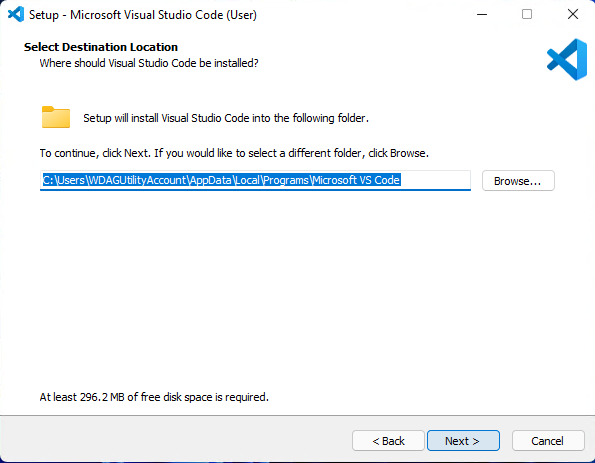 Setup - Microsoft Visual Studio Code (User)
Select Destination Location
Where should Visual Studio Code be installed?
Setup will install Visual Studio Code into the following folder.
To continue, click Next. If you would like to select a different folder, click Browse.
C:\Users\WDAGUtilityAccount\AppData\Local\Programs\Microsoft VS Code
Browse...
At least 296.2 MB of free disk space is required.
< Back
Next >
Cancel